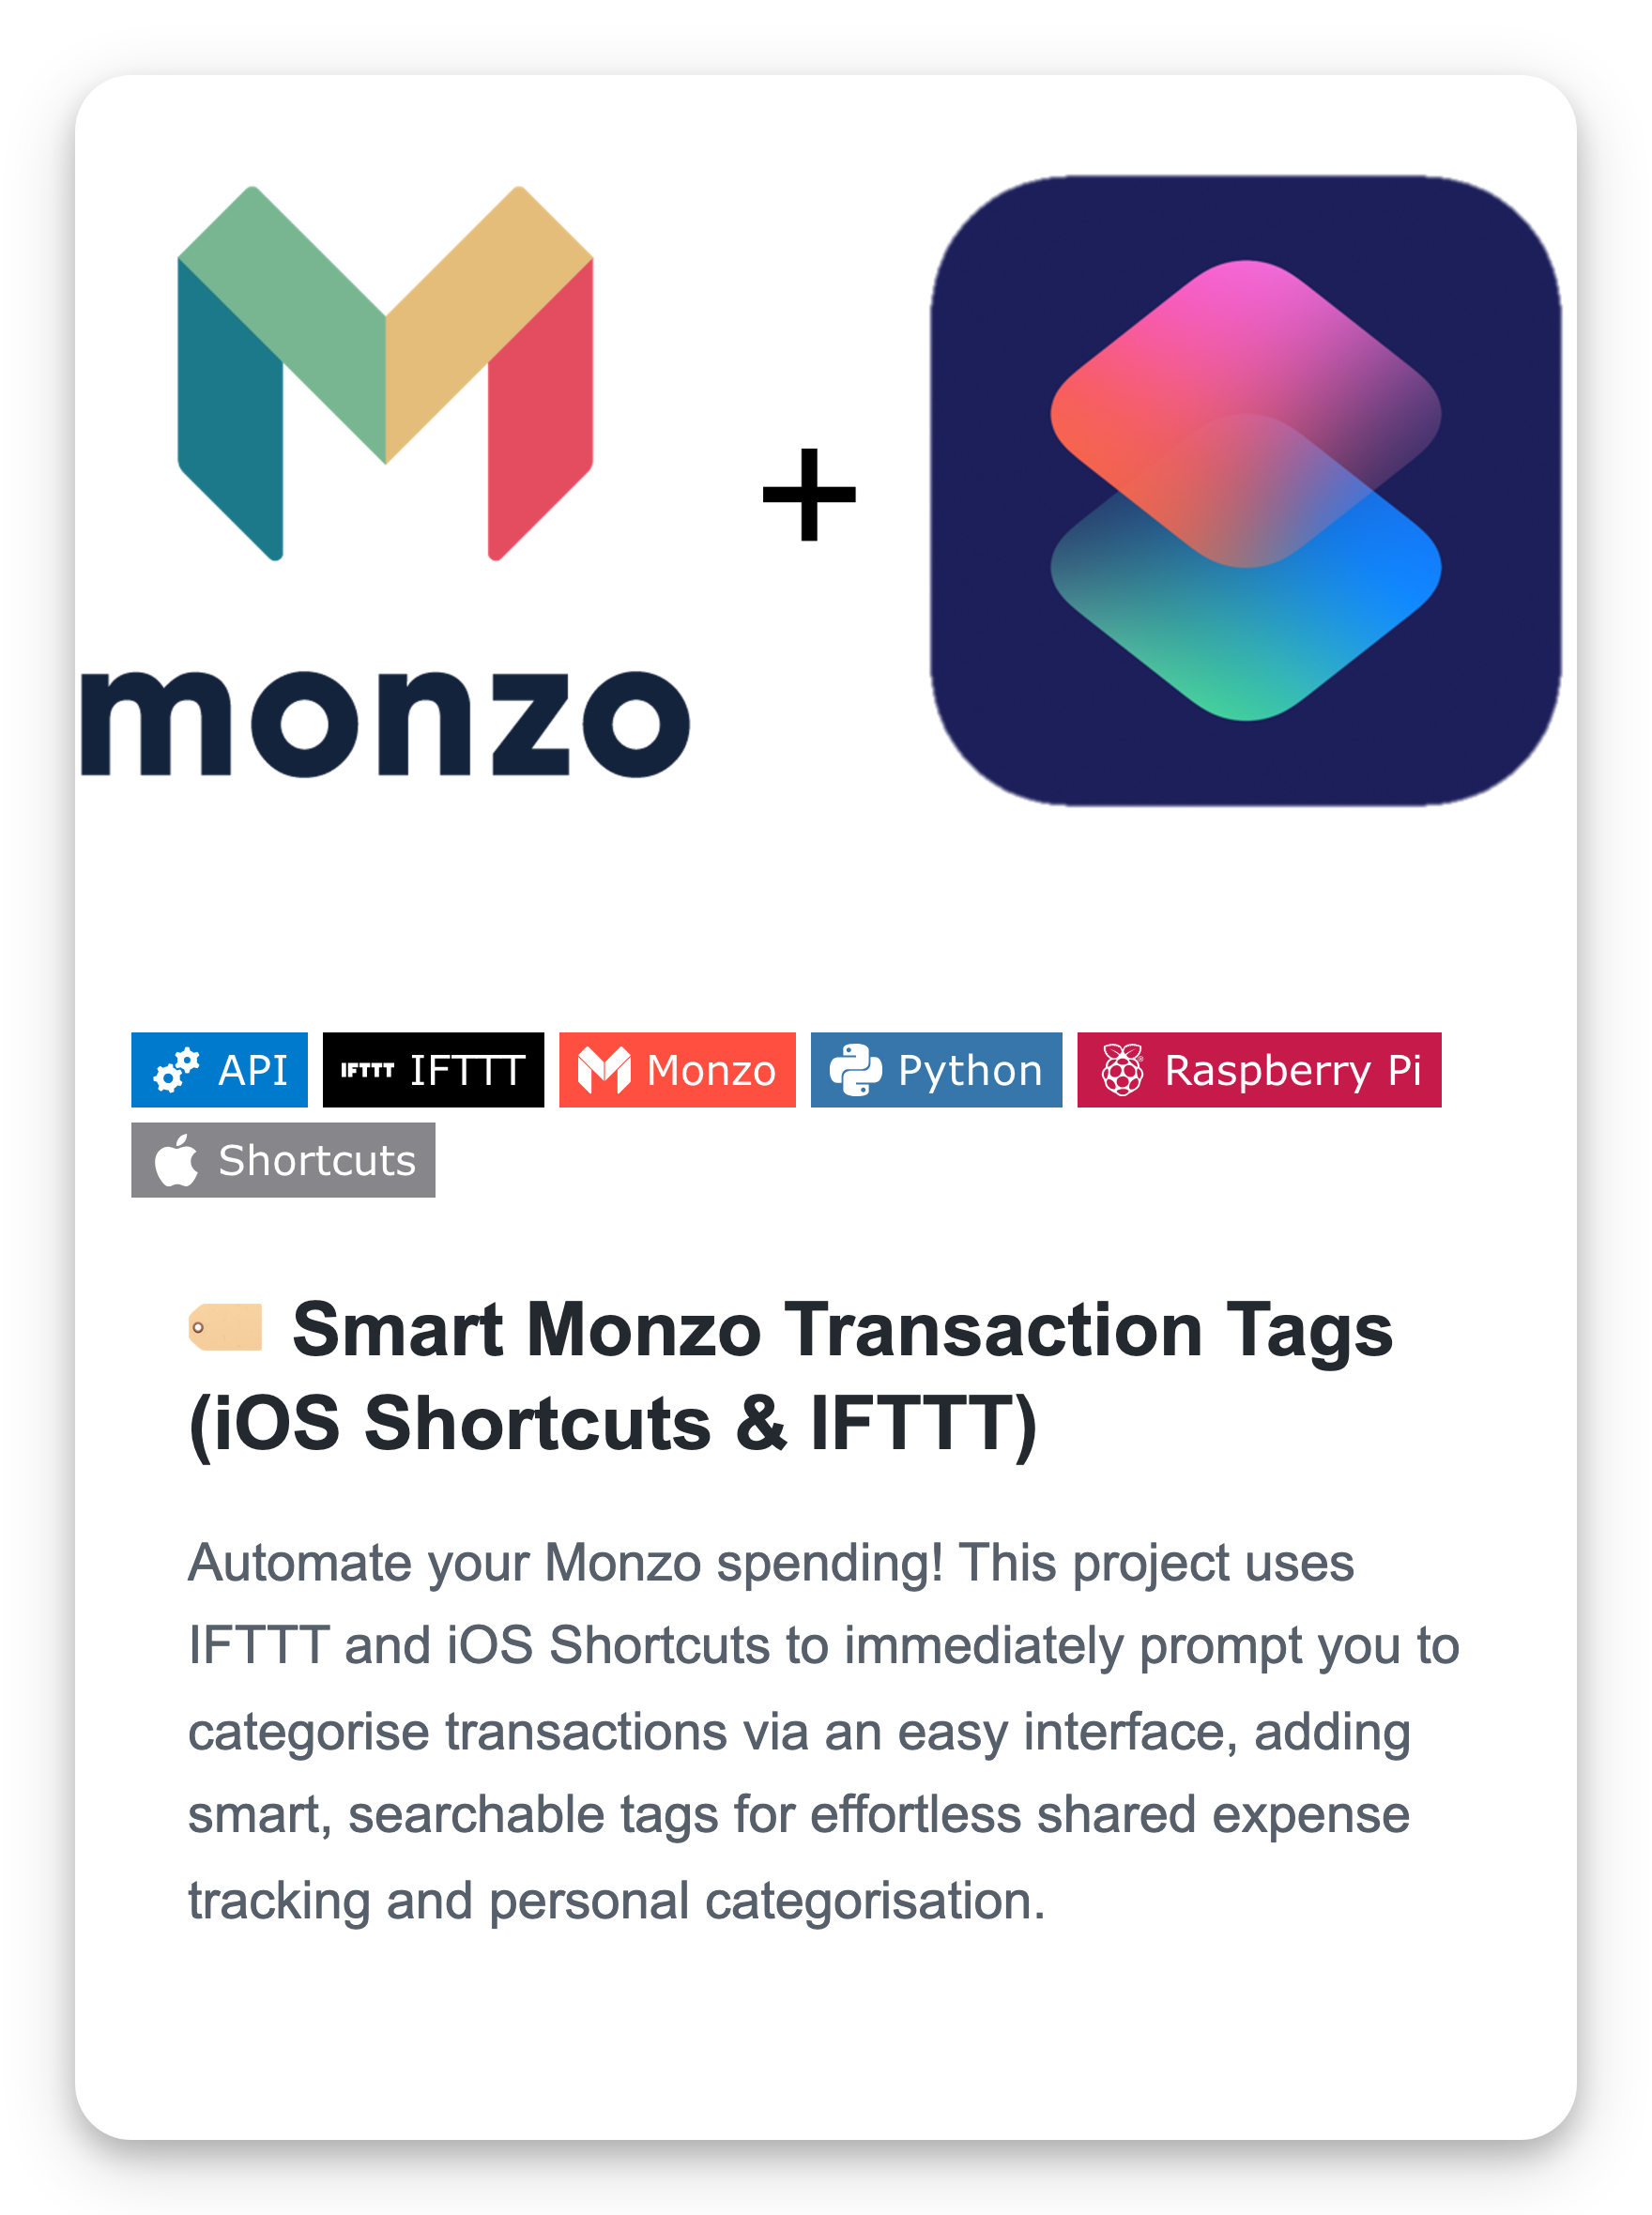 monzo
+
API IFTTT IFTTT Monzo Python Raspberry Pi
Shortcuts
Smart Monzo Transaction Tags
(iOS Shortcuts & IFTTT)
Automate your Monzo spending! This project uses
IFTTT and iOS Shortcuts to immediately prompt you to
categorise transactions via an easy interface, adding
smart, searchable tags for effortless shared expense
tracking and personal categorisation.